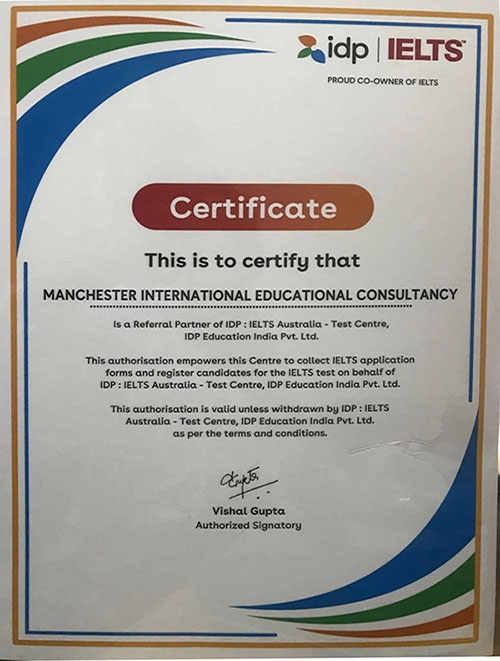 idp | IELTS™
PROUD CO-OWNER OF IELTS
Certificate
This is to certify that
MANCHESTER INTERNATIONAL EDUCATIONAL CONSULTANCY
Is a Referral Partner of IDP : IELTS Australia - Test Centre,
IDP Education India Pvt. Ltd.
This authorisation empowers this Centre to collect IELTS application
forms and register candidates for the IELTS test on behalf of
IDP : IELTS Australia - Test Centre, IDP Education India Pvt. Ltd.
This authorisation is valid unless withdrawn by IDP : IELTS
Australia - Test Centre, IDP Education India Pvt. Ltd.
as per the terms and conditions.
Vishal Gupta
Authorized Signatory